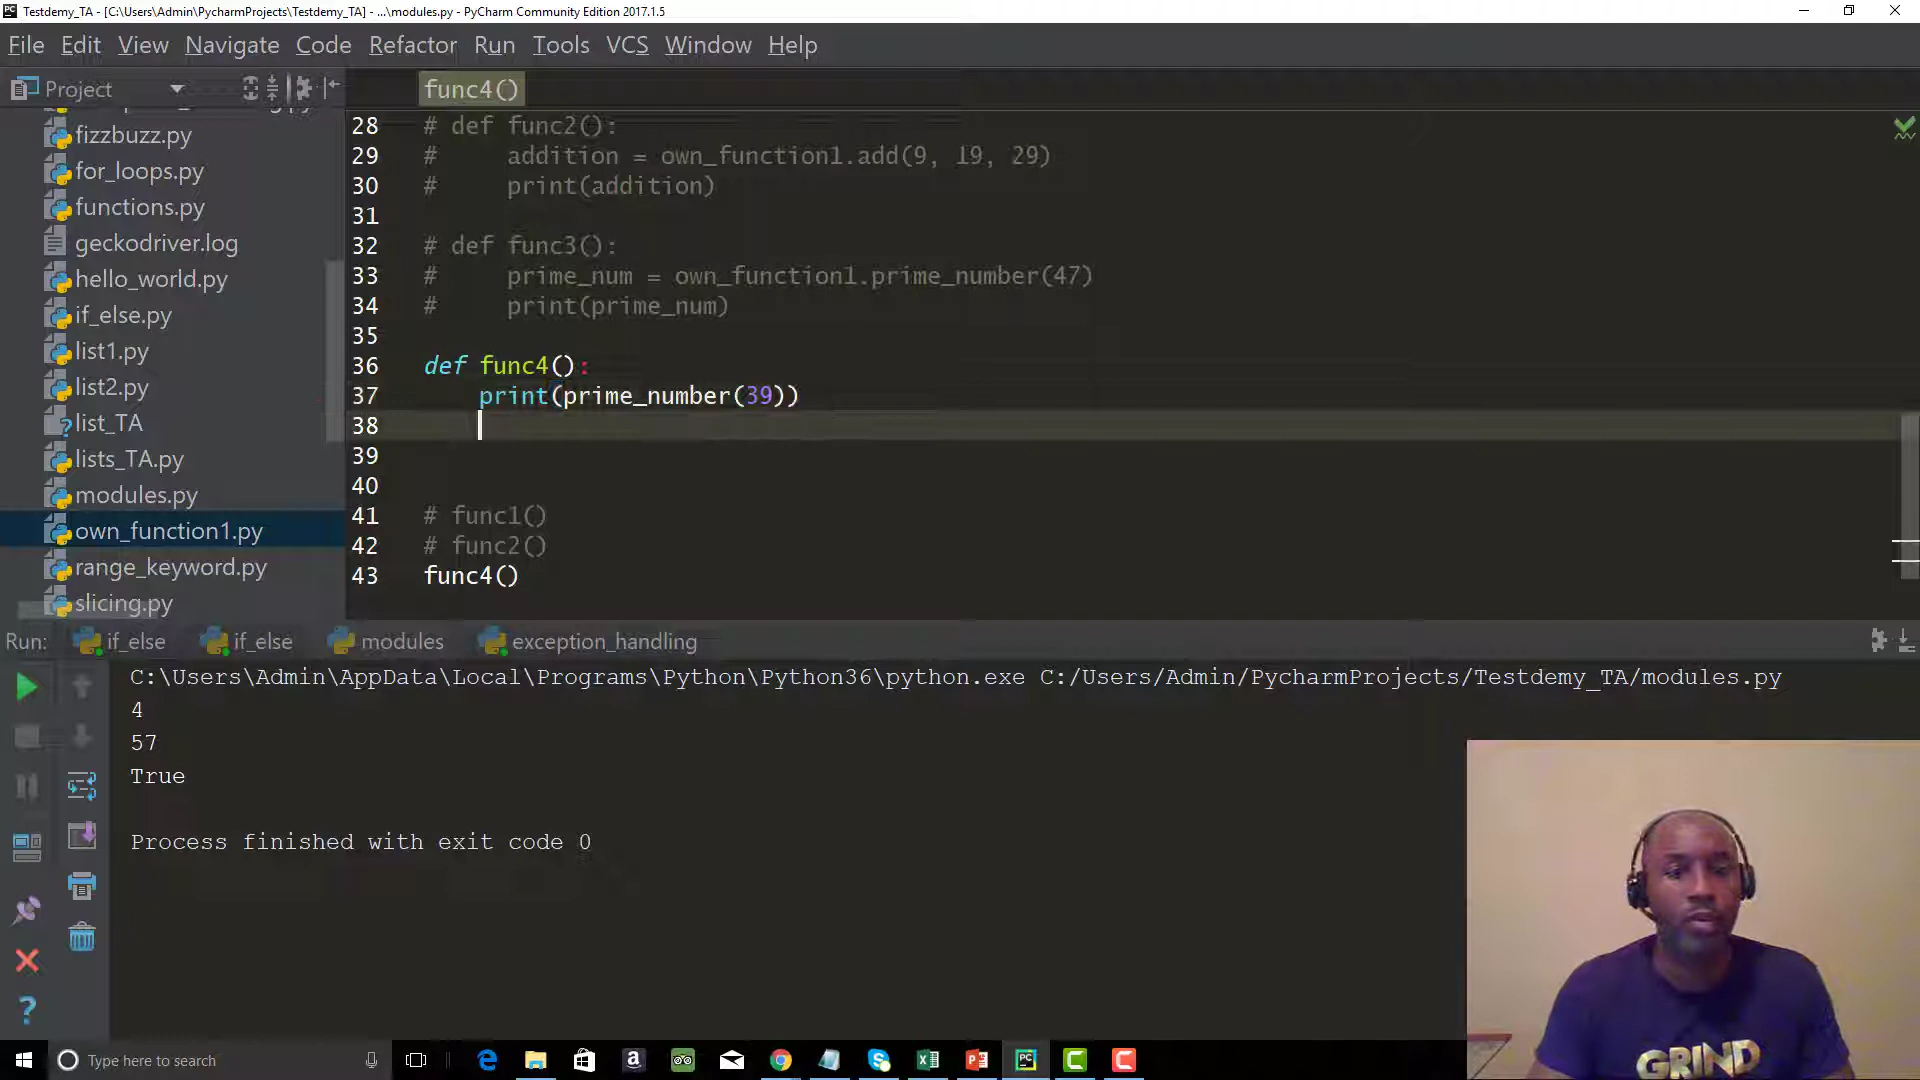 Testdemy_TA - [C:\Users\Admin\PycharmProjects\Testdemy_TA] - ...\modules.py - PyCharm Community Edition 2017.1.5
File Edit View Navigate Code Refactor Run Tools VCS Window Help
Project
func4()
fizzbuzz.py
for_loops.py
functions.py
geckodriver.log
hello_world.py
if_else.py
list1.py
list2.py
list_TA
lists_TA.py
modules.py
own_function1.py
range_keyword.py
slicing.py
28 # def func2():
29 #     addition = own_function1.add(9, 19, 29)
30 #     print(addition)
31
32 # def func3():
33 #     prime_num = own_function1.prime_number(47)
34 #     print(prime_num)
35
36 def func4():
37     print(prime_number(39))
38
39
40
41 # func1()
42 # func2()
43 func4()
Run: if_else if_else modules exception_handling
C:\Users\Admin\AppData\Local\Programs\Python\Python36\python.exe C:/Users/Admin/PycharmProjects/Testdemy_TA/modules.py
4
57
True
Process finished with exit code 0
GRIND
Type here to search